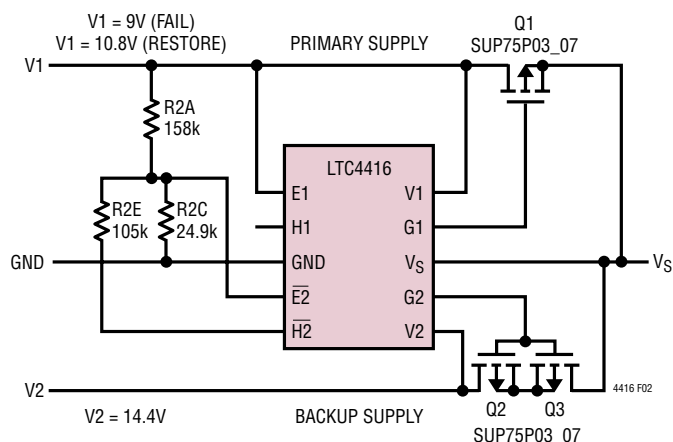 V1 = 9V (FAIL)
V1 = 10.8V (RESTORE)
PRIMARY SUPPLY
Q1
SUP75P03_07
V1
R2A
158k
LTC4416
E1
V1
R2E
105k
R2C
24.9k
H1
G1
GND
GND
VS
VS
E2
G2
H2
V2
V2
V2 = 14.4V
BACKUP SUPPLY
Q2
Q3
SUP75P03_07
4416 F02